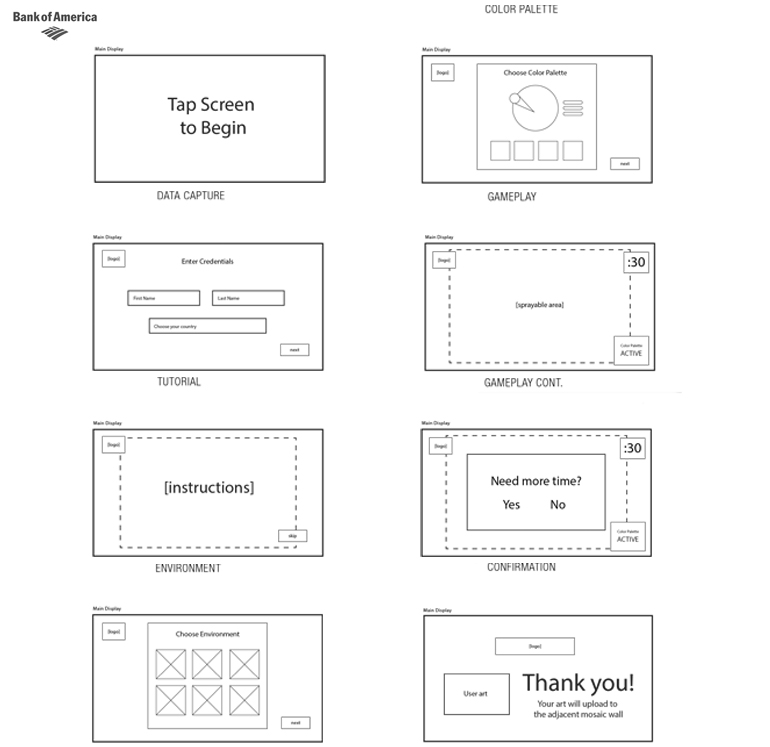 Bank of America
Main Display
Tap Screen
to Begin
DATA CAPTURE
Main Display
[logo]
Enter Credentials
First Name
Last Name
Choose your country
next
TUTORIAL
Main Display
[logo]
[instructions]
skip
ENVIRONMENT
Main Display
[logo]
Choose Environment
next
COLOR PALETTE
Main Display
[logo]
Choose Color Palette
next
GAMEPLAY
Main Display
[logo]
:30
[sprayable area]
Color Palette
ACTIVE
GAMEPLAY CONT.
Main Display
[logo]
:30
Need more time?
Yes No
Color Palette
ACTIVE
CONFIRMATION
Main Display
[logo]
User art
Thank you!
Your art will upload to
the adjacent mosaic wall